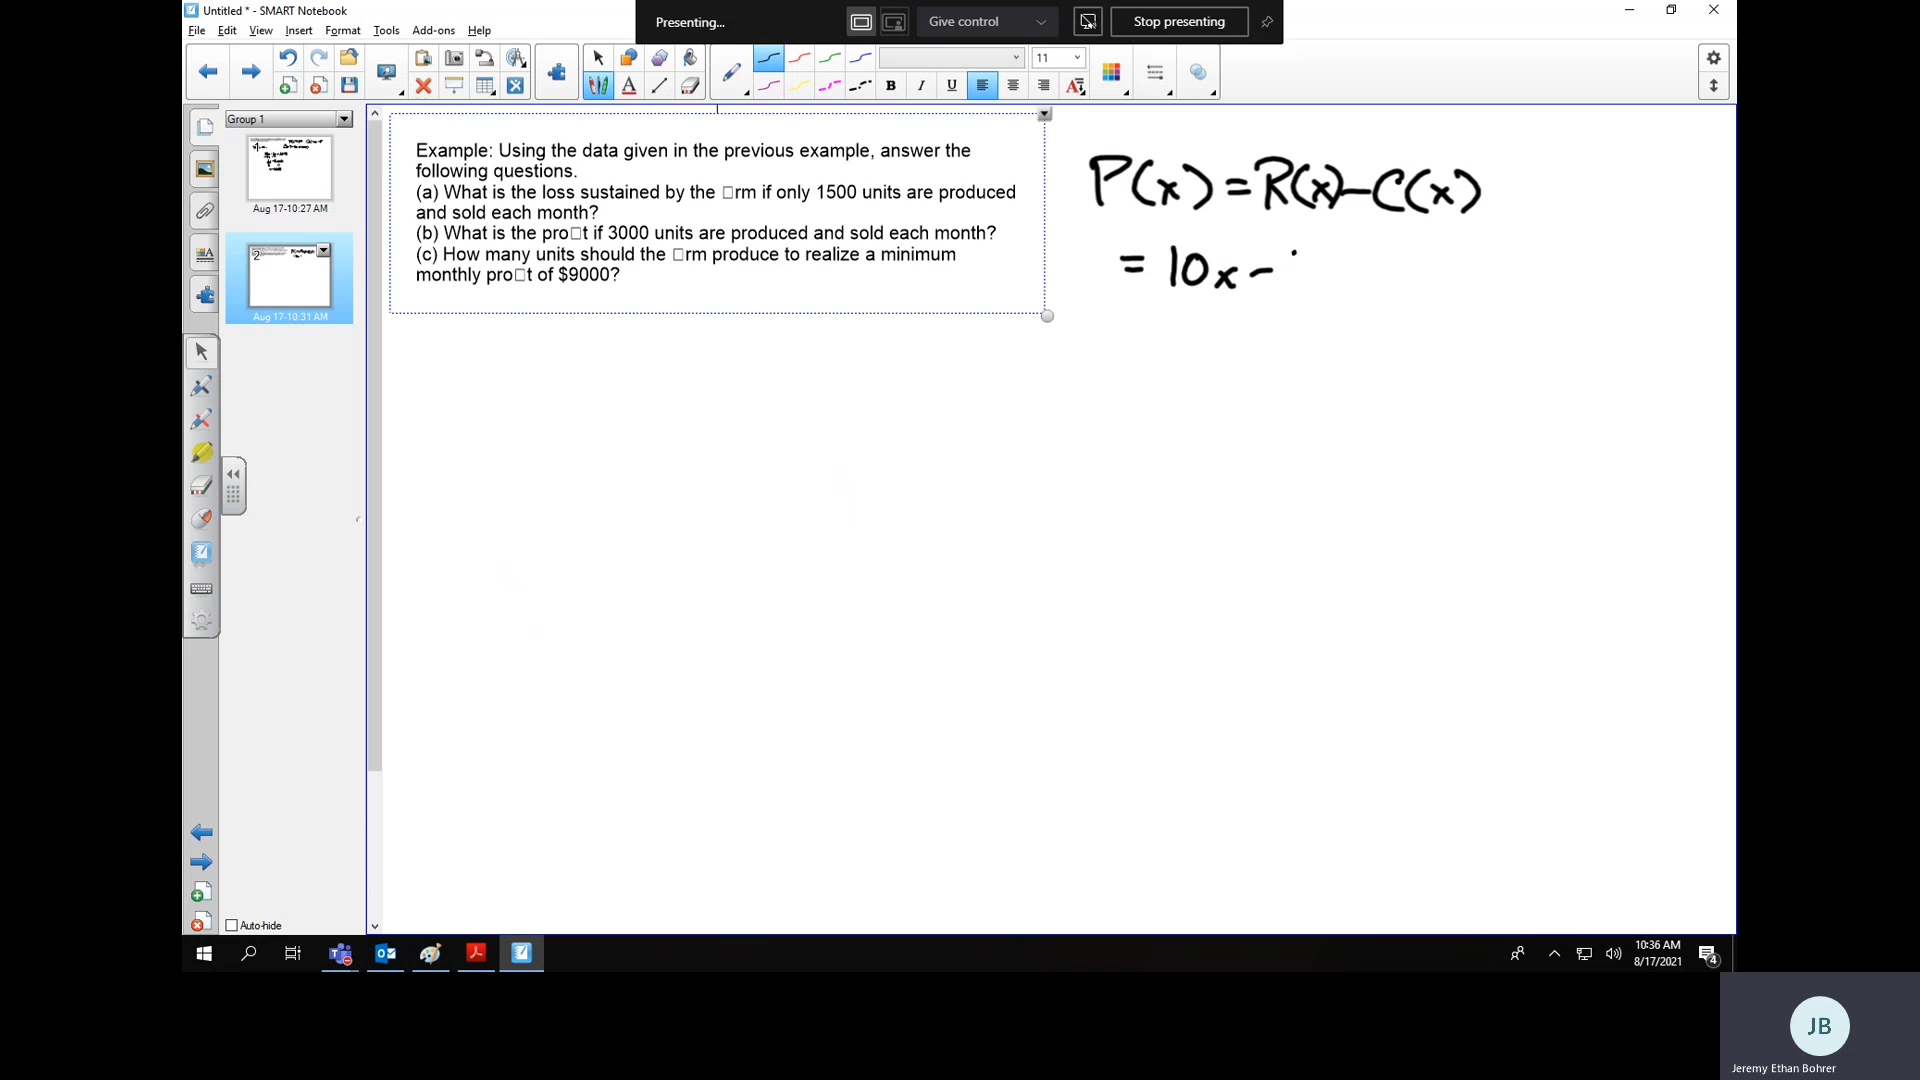 Untitled * - SMART Notebook
Presenting...
Give control
Stop presenting
File Edit View Insert Format Tools Add-ons Help
11
B I U
Group 1
Aug 17-10:27 AM
2
Aug 17-10:31 AM
Example: Using the data given in the previous example, answer the
following questions.
(a) What is the loss sustained by the □rm if only 1500 units are produced
and sold each month?
(b) What is the pro□t if 3000 units are produced and sold each month?
(c) How many units should the □rm produce to realize a minimum
monthly pro□t of $9000?
P(x) = R(x) - C(x)
= 10x -
Auto-hide
10:36 AM
8/17/2021
4
JB
Jeremy Ethan Bohrer